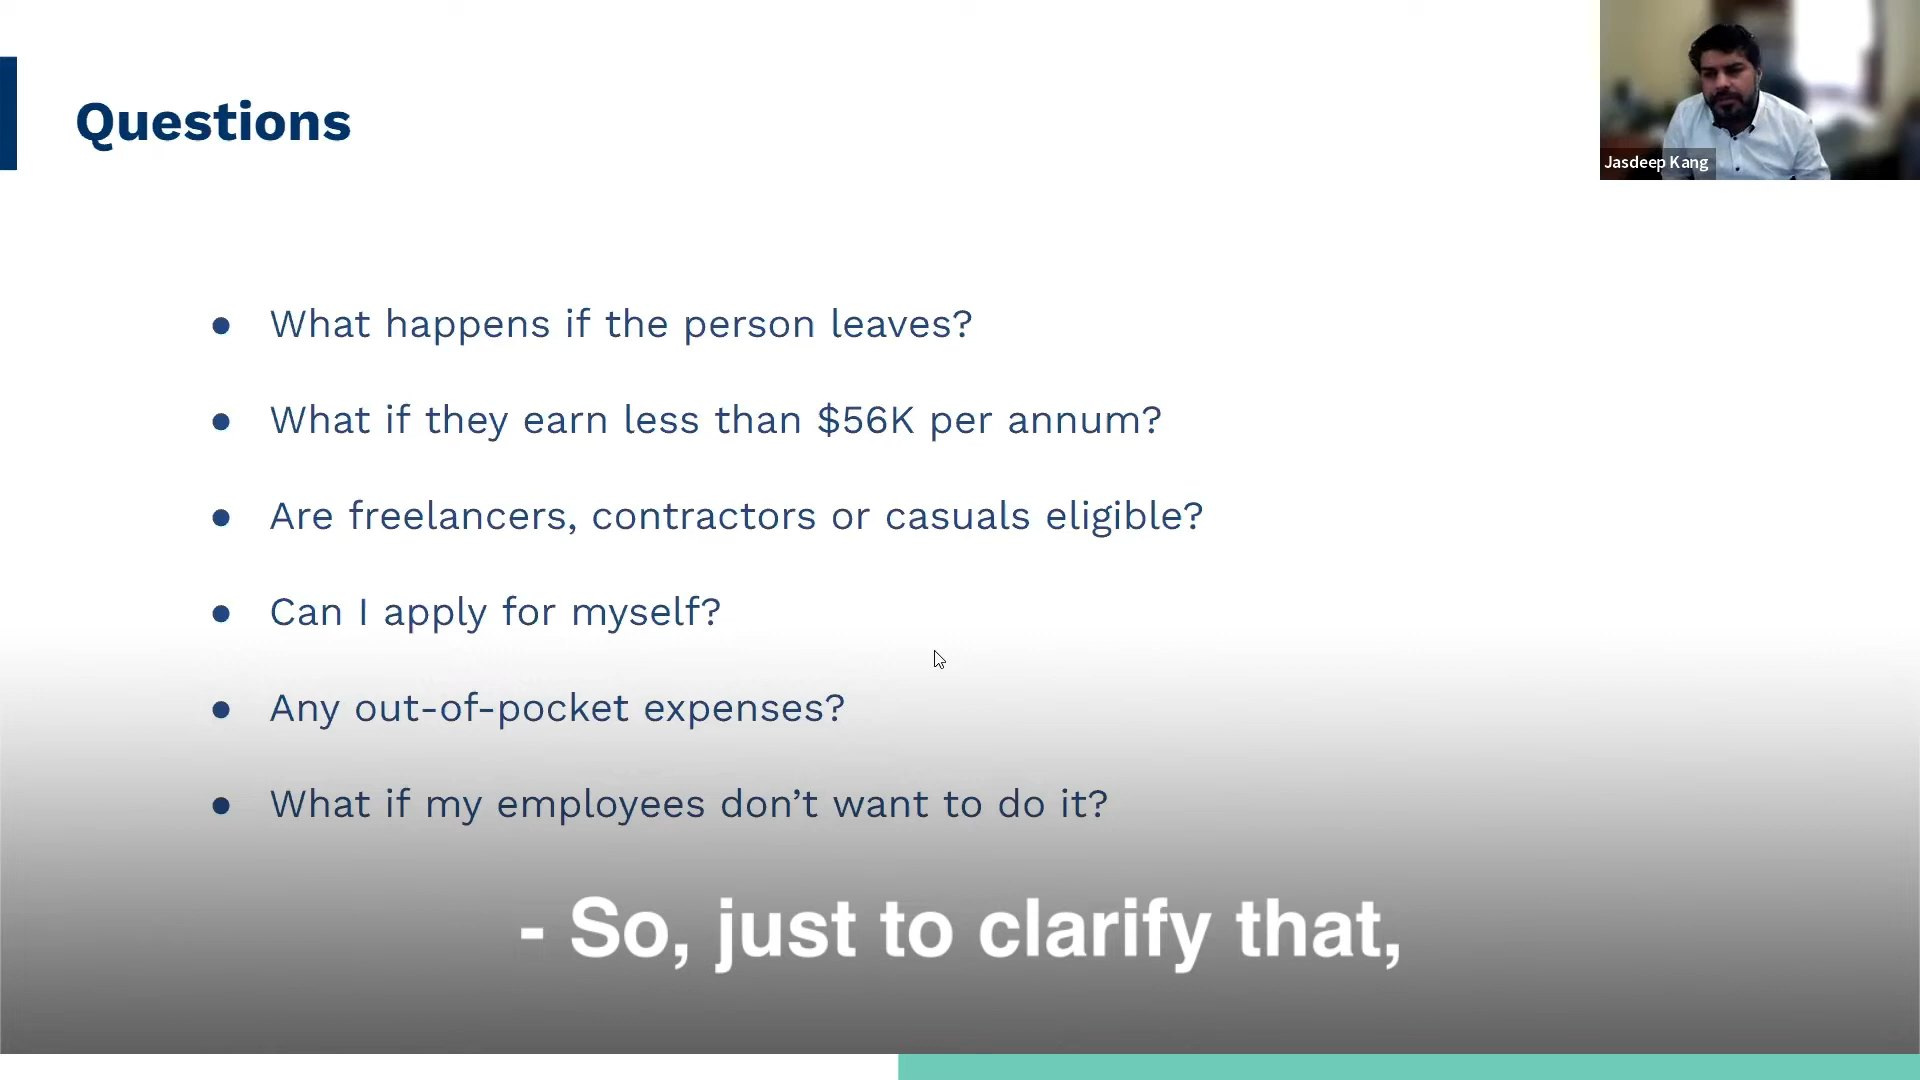 Questions
Jasdeep Kang
● What happens if the person leaves?
● What if they earn less than $56K per annum?
● Are freelancers, contractors or casuals eligible?
● Can I apply for myself?
● Any out-of-pocket expenses?
● What if my employees don’t want to do it?
- So, just to clarify that,